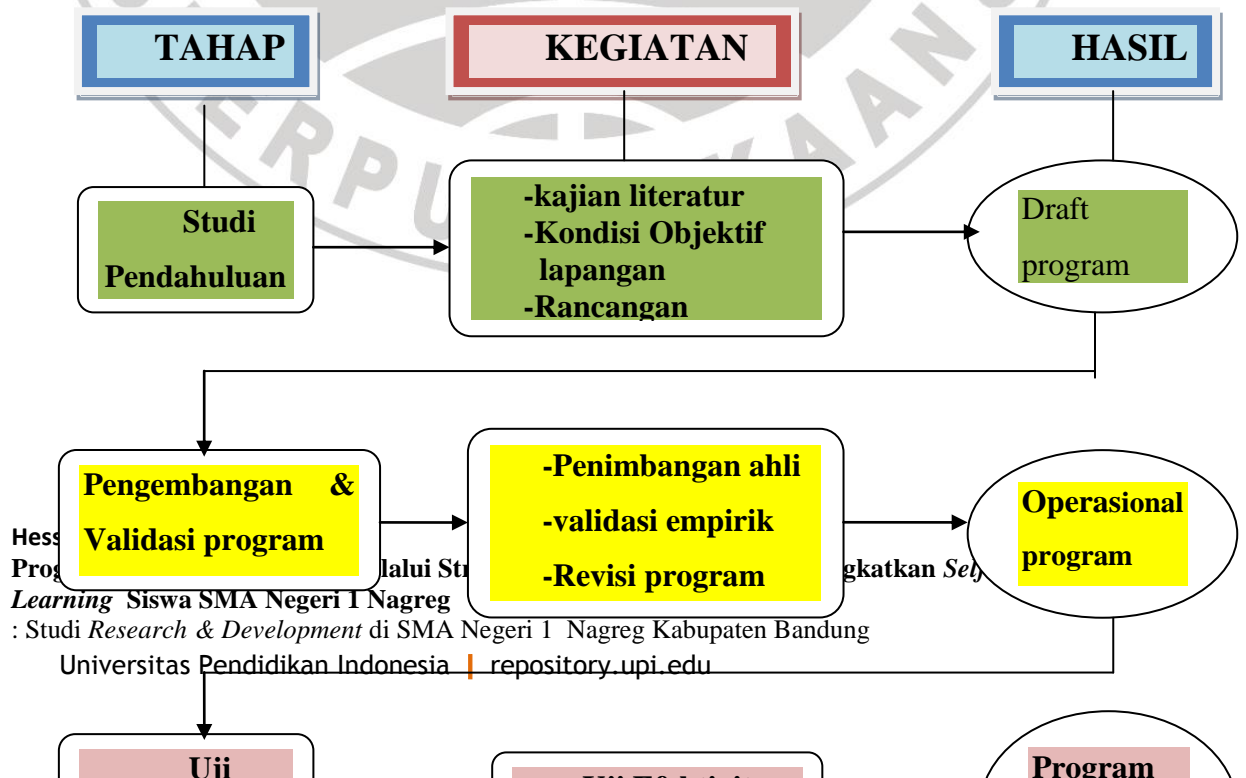 TAHAP
KEGIATAN
HASIL
Studi
Pendahuluan
-kajian literatur
-Kondisi Objektif
lapangan
-Rancangan
Draft
program
Pengembangan &
Validasi program
-Penimbangan ahli
-validasi empirik
-Revisi program
Operasional
program
Learning Siswa SMA Negeri 1 Nagreg
: Studi Research & Development di SMA Negeri 1 Nagreg Kabupaten Bandung
Universitas Pendidikan Indonesia | repository.upi.edu
Uji
Program